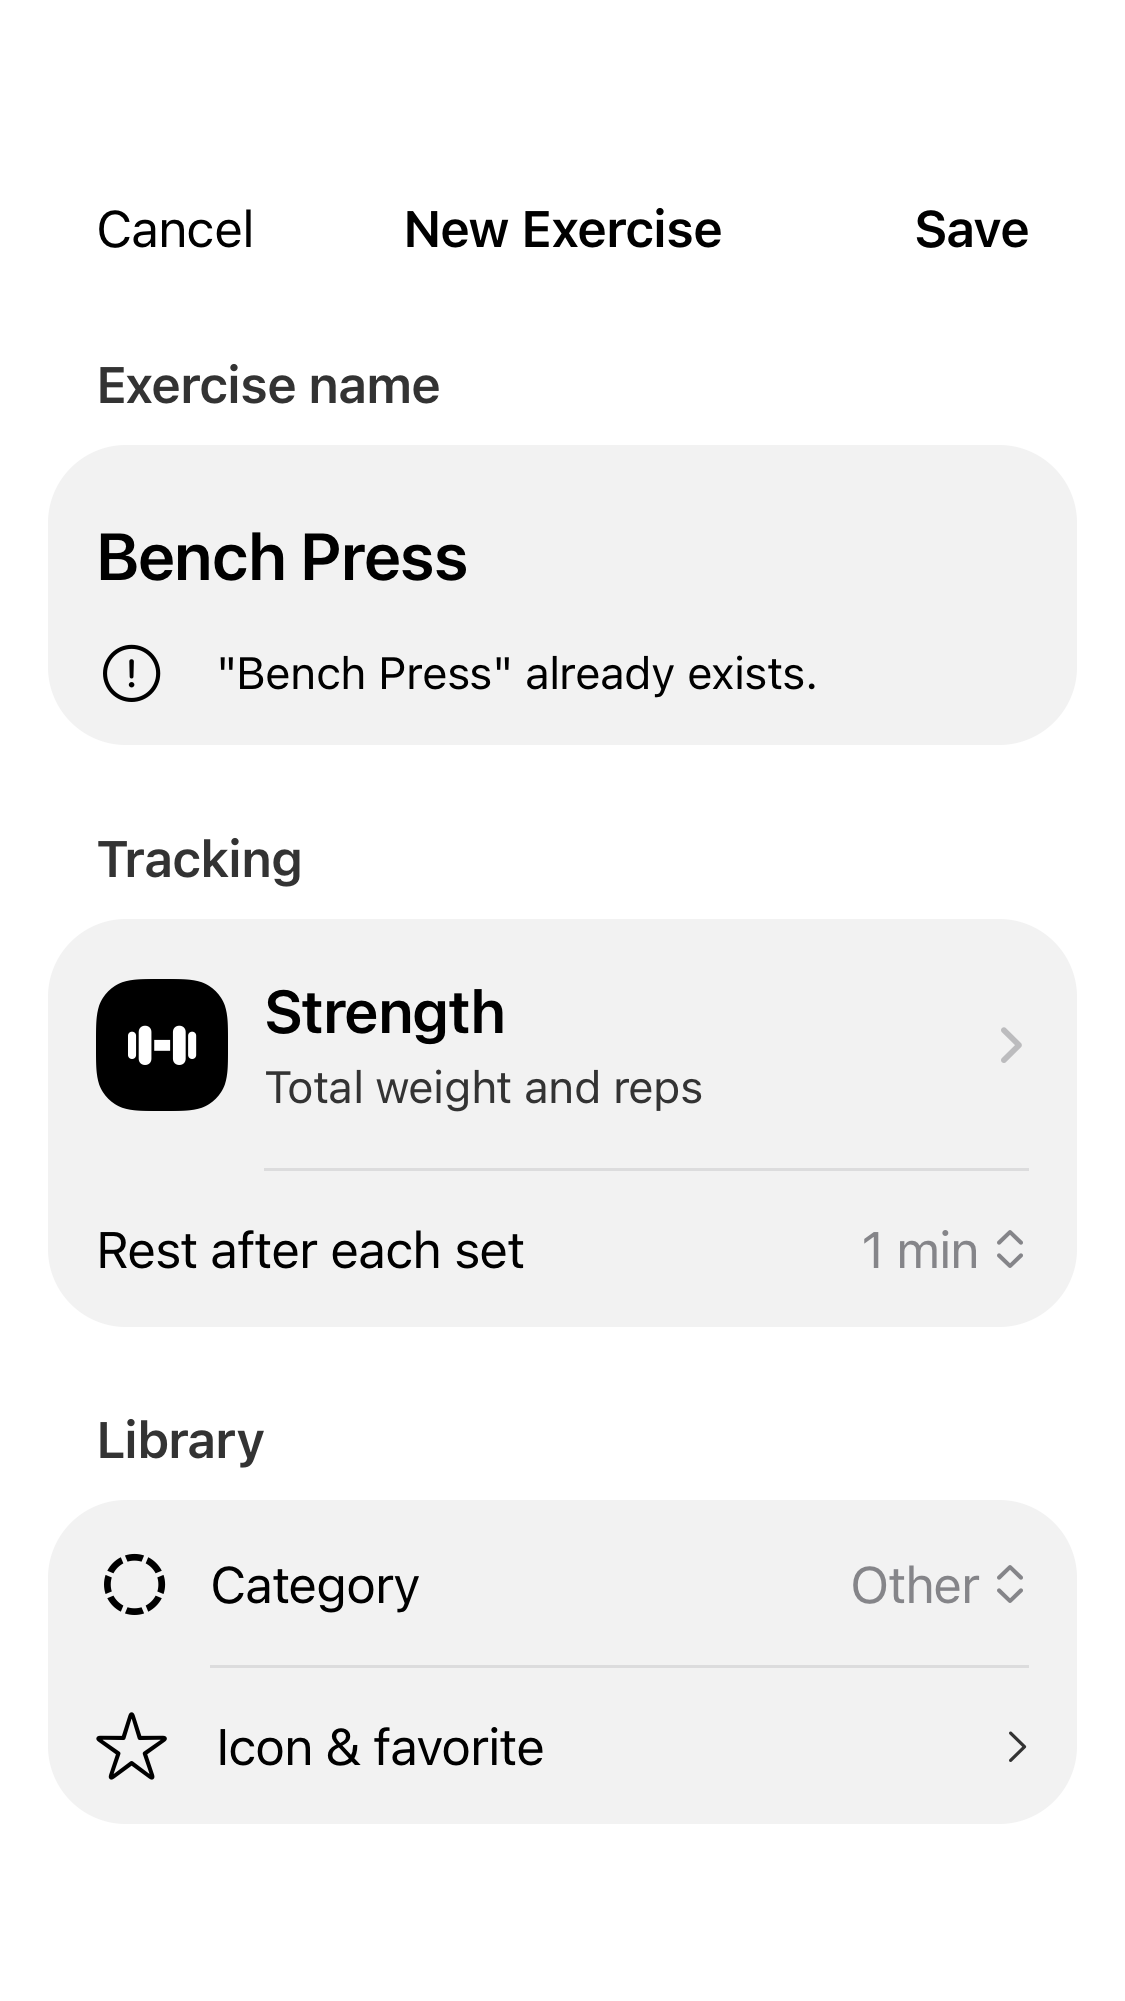 Cancel
New Exercise
Save
Exercise name
Bench Press
"Bench Press" already exists.
Tracking
Strength
Total weight and reps
Rest after each set
1 min
Library
Category
Other
Icon & favorite